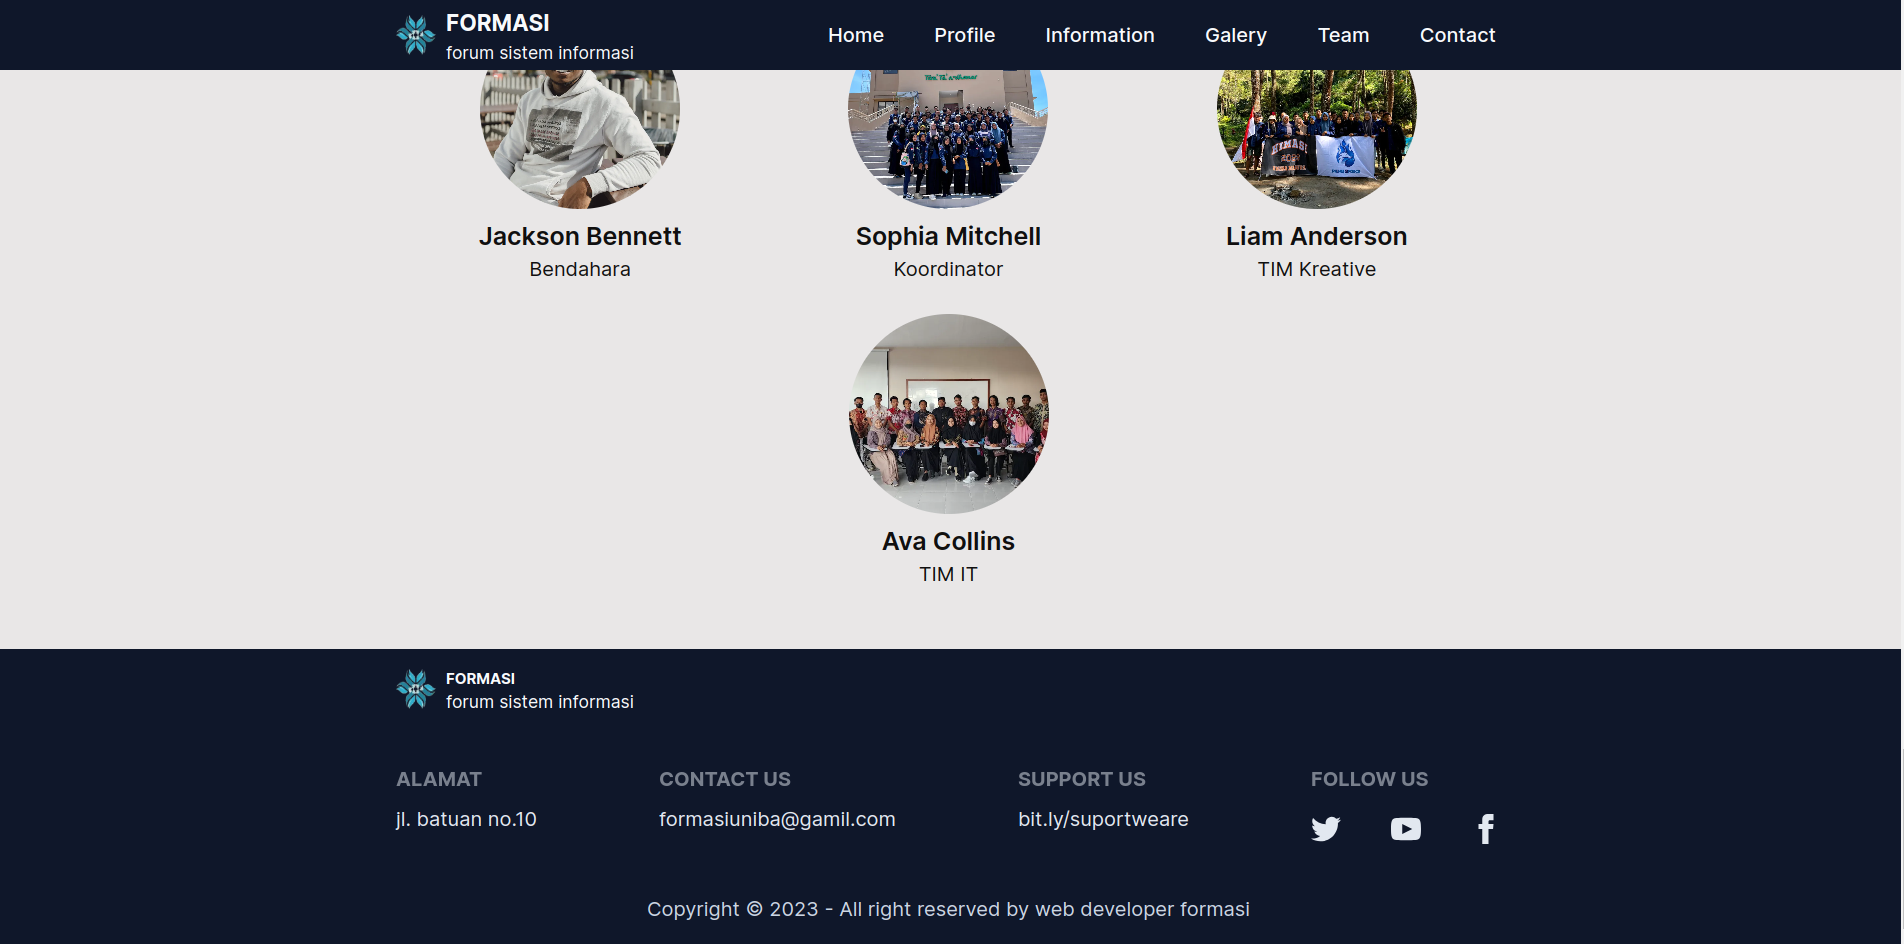 FORMASI
forum sistem informasi
Home Profile Information Galery Team Contact
HIMASI
Jackson Bennett
Bendahara
Sophia Mitchell
Koordinator
Liam Anderson
TIM Kreative
Ava Collins
TIM IT
FORMASI
forum sistem informasi
ALAMAT
jl. batuan no.10
CONTACT US
formasiuniba@gamil.com
SUPPORT US
bit.ly/suportweare
FOLLOW US
Copyright © 2023 - All right reserved by web developer formasi